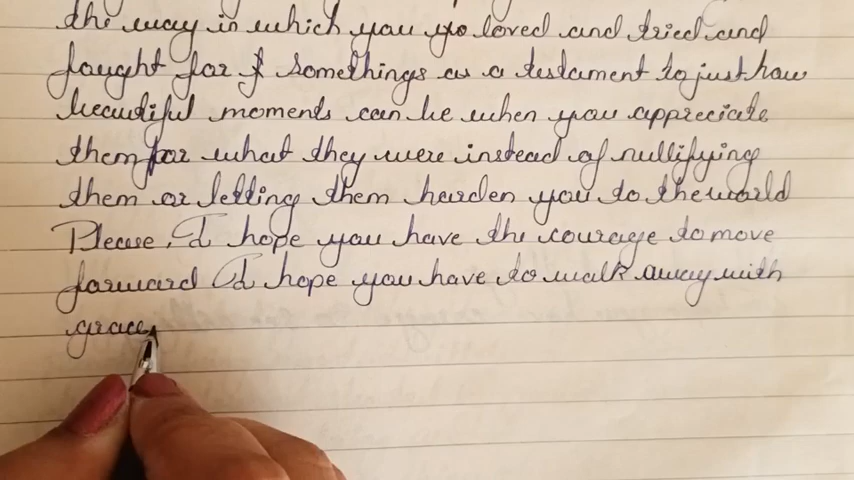 the way in which you yo loved and tried and
fought for somethings as a testament to just how
beautiful moments can be when you appreciate
them for what they were instead of nullifying
them or letting them harden you to the world
Please, I hope you have the courage to move
forward I hope you have to walk away with
grace,